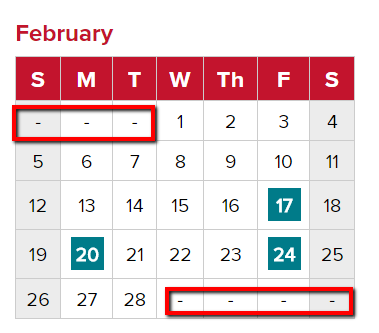 February
S M T W Th F S
- - - 1 2 3 4
5 6 7 8 9 10 11
12 13 14 15 16 17 18
19 20 21 22 23 24 25
26 27 28 - - - -